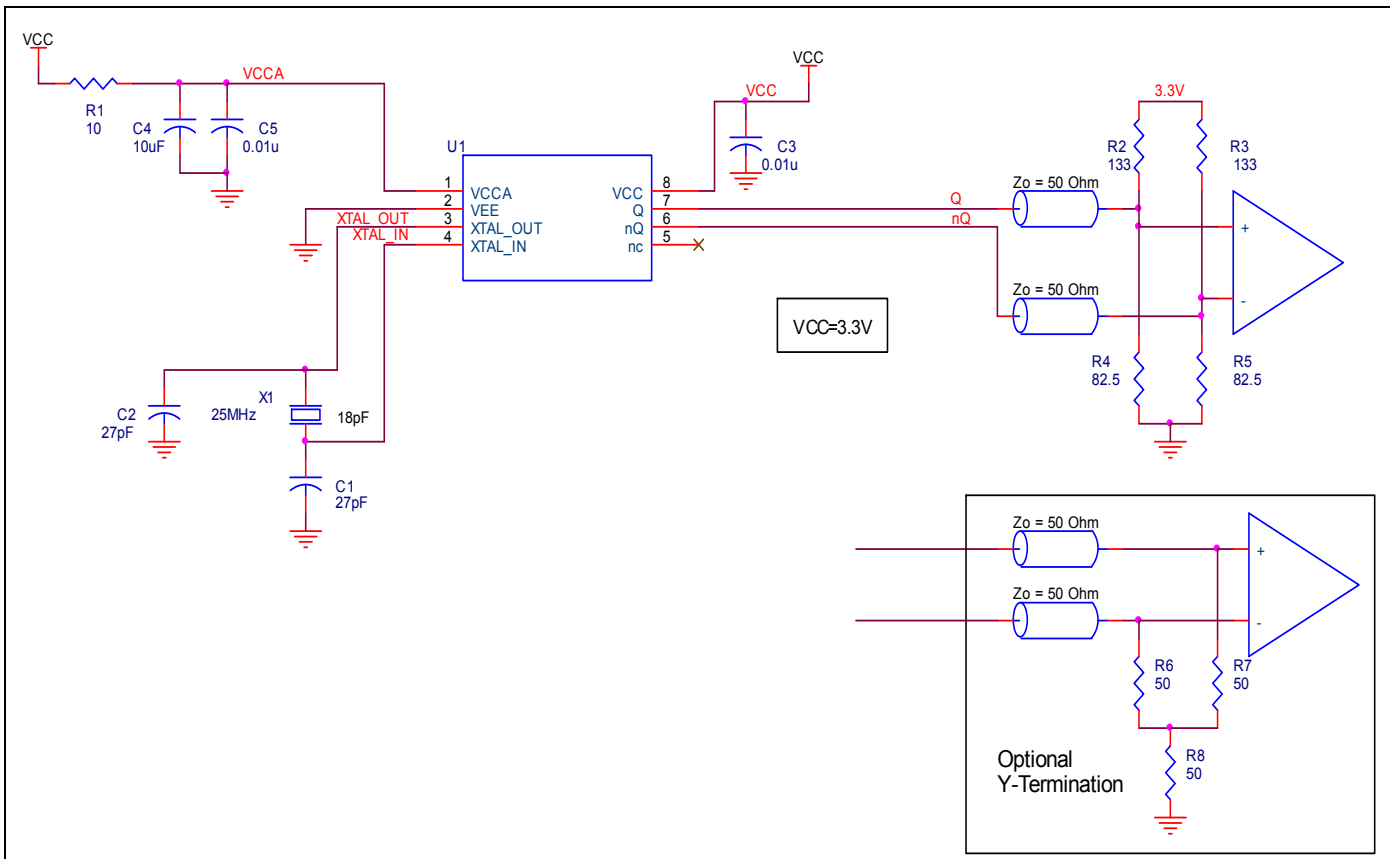 VCC
VCCA
R1
10
C4
10uF
C5
0.01u
VCC
VCC
C3
0.01u
U1
1
VCCA
2
VEE
3
XTAL_OUT
4
XTAL_IN
VCC
8
Q
7
nQ
6
nc
5
XTAL_OUT
XTAL_IN
Q
nQ
Zo = 50 Ohm
Zo = 50 Ohm
3.3V
R2
133
R3
133
+
-
R4
82.5
R5
82.5
VCC=3.3V
C2
27pF
X1
25MHz
18pF
C1
27pF
Zo = 50 Ohm
Zo = 50 Ohm
+
-
R6
50
R7
50
R8
50
Optional
Y-Termination